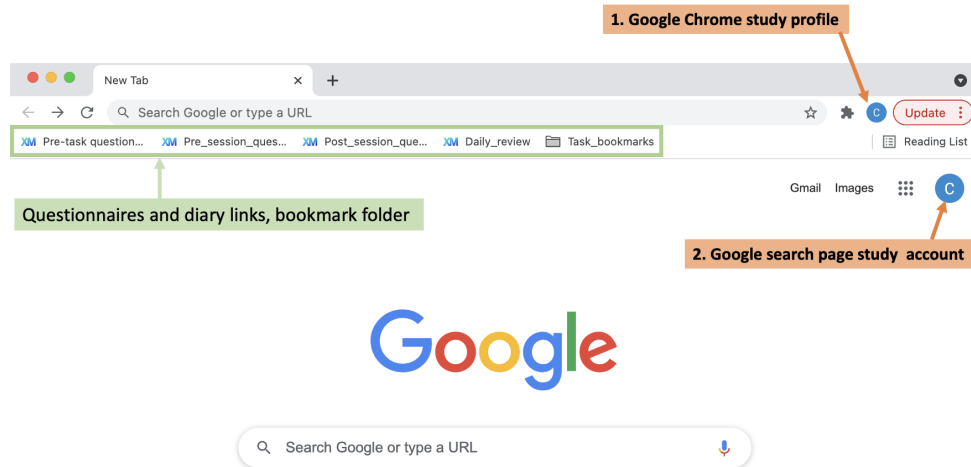 1. Google Chrome study profile
New Tab
Search Google or type a URL
C
Update
XM Pre-task question...
XM Pre_session_ques...
XM Post_session_que...
XM Daily_review
Task_bookmarks
Reading List
Gmail
Images
C
Questionnaires and diary links, bookmark folder
2. Google search page study account
Google
Search Google or type a URL